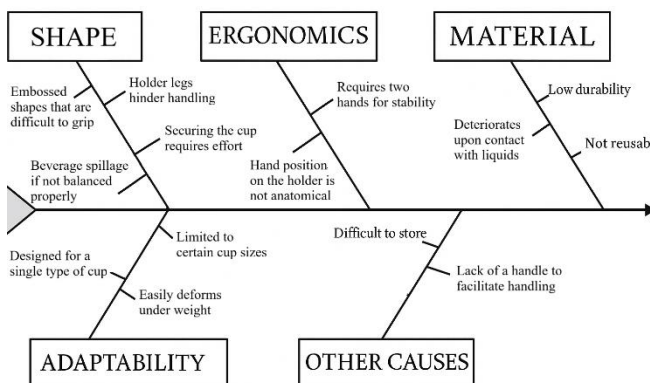 SHAPE
ERGONOMICS
MATERIAL
Embossed
shapes that are
difficult to grip
Holder legs
hinder handling
Securing the cup
requires effort
Beverage spillage
if not balanced
properly
Requires two
hands for stability
Hand position
on the holder is
not anatomical
Low durability
Deteriorates
upon contact
with liquids
Not reusab
Designed for a
single type of cup
Limited to
certain cup sizes
Easily deforms
under weight
Difficult to store
Lack of a handle to
facilitate handling
ADAPTABILITY
OTHER CAUSES